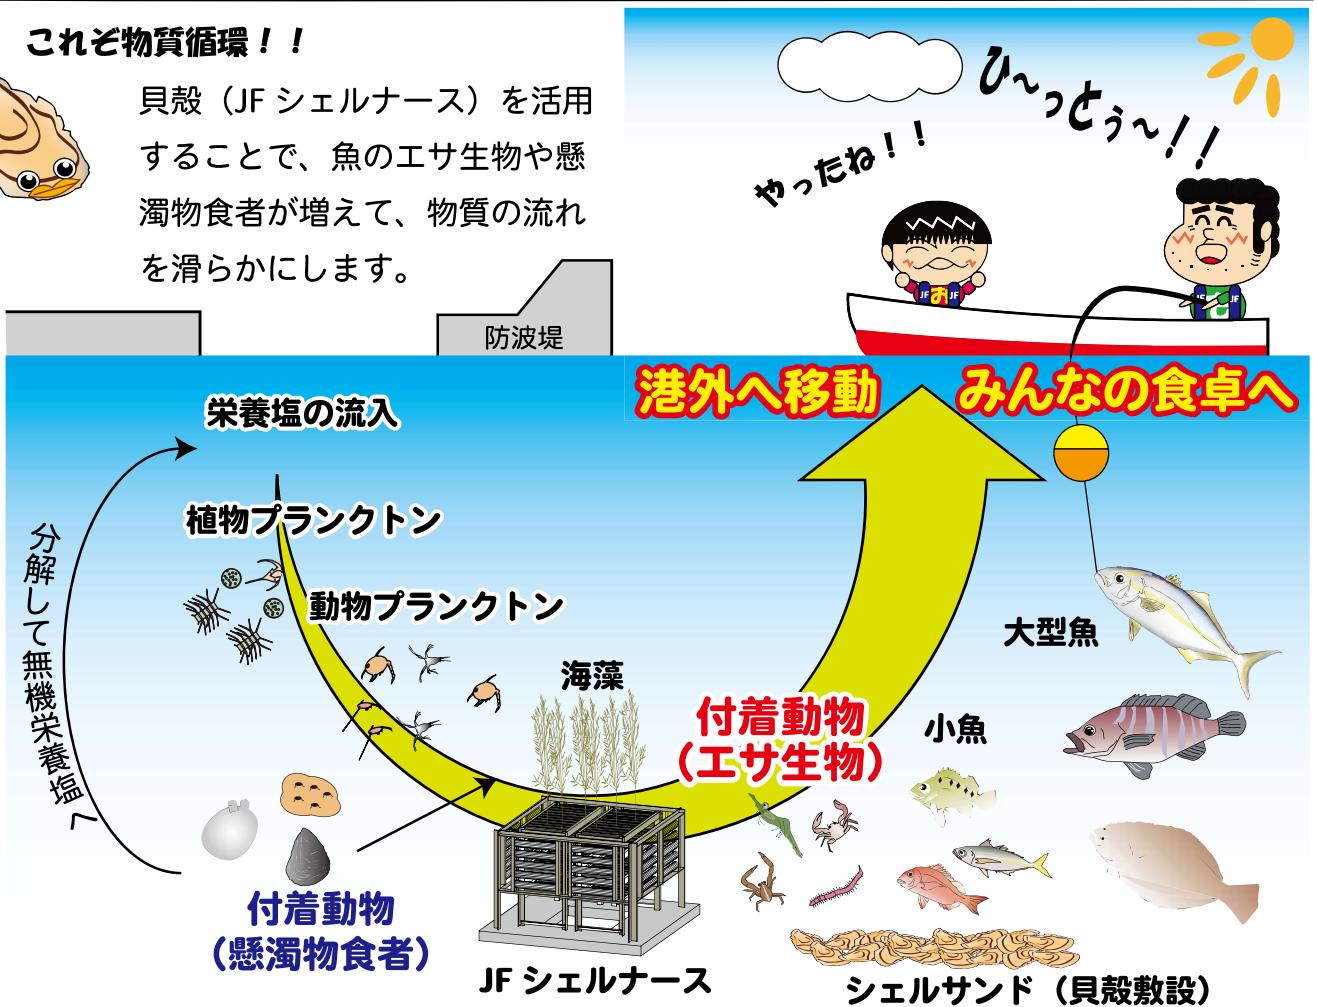 これぞ物質循環！！
貝殻（JF シェルナース）を活用
することで、魚のエサ生物や懸
濁物食者が増えて、物質の流れ
を滑らかにします。
ひ～っとぅ～！！
やったね！！
JF お JF
JF さ JF
防波堤
港外へ移動
みんなの食卓へ
栄養塩の流入
植物プランクトン
動物プランクトン
分解して無機栄養塩へ
海藻
大型魚
付着動物
（エサ生物）
小魚
付着動物
（懸濁物食者）
JF シェルナース
シェルサンド（貝殻敷設）